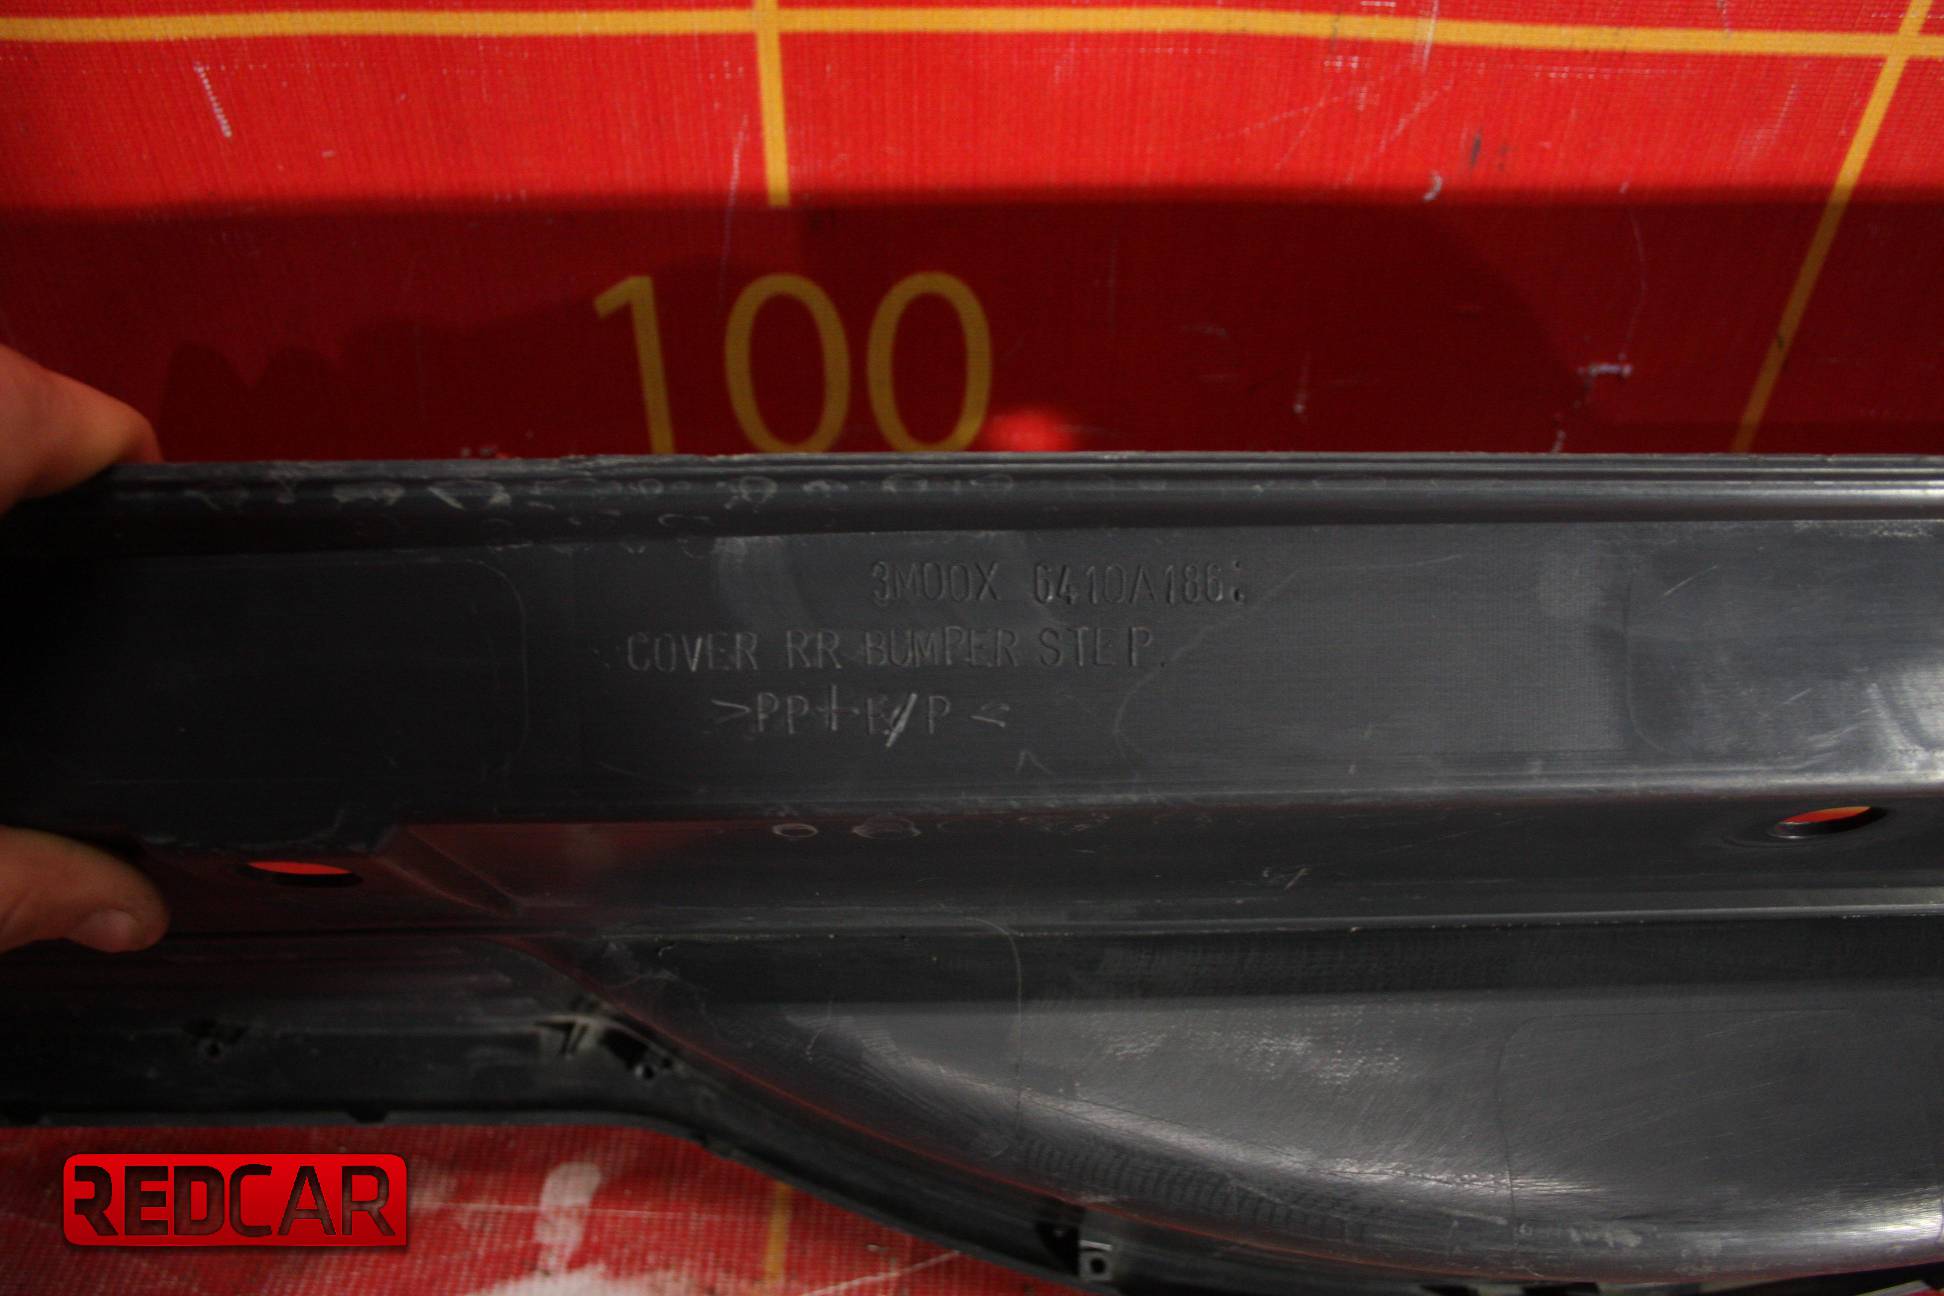 100
3M00X 6410A186
COVER RR BUMPER STEP.
>PP+E/P<
REDCAR